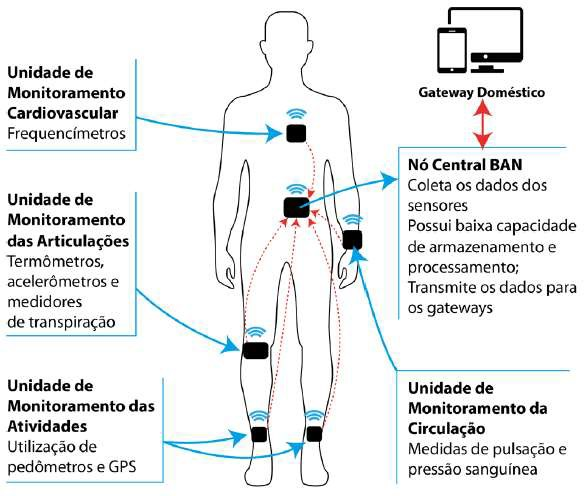 Unidade de
Monitoramento
Cardiovascular
Frequencímetros
Unidade de
Monitoramento
das Articulações
Termômetros,
acelerômetros e
medidores
de transpiração
Unidade de
Monitoramento das
Atividades
Utilização de
pedômetros e GPS
Gateway Doméstico
Nó Central BAN
Coleta os dados dos
sensores
Possui baixa capacidade
de armazenamento e
processamento;
Transmite os dados para
os gateways
Unidade de
Monitoramento da
Circulação
Medidas de pulsação e
pressão sanguínea